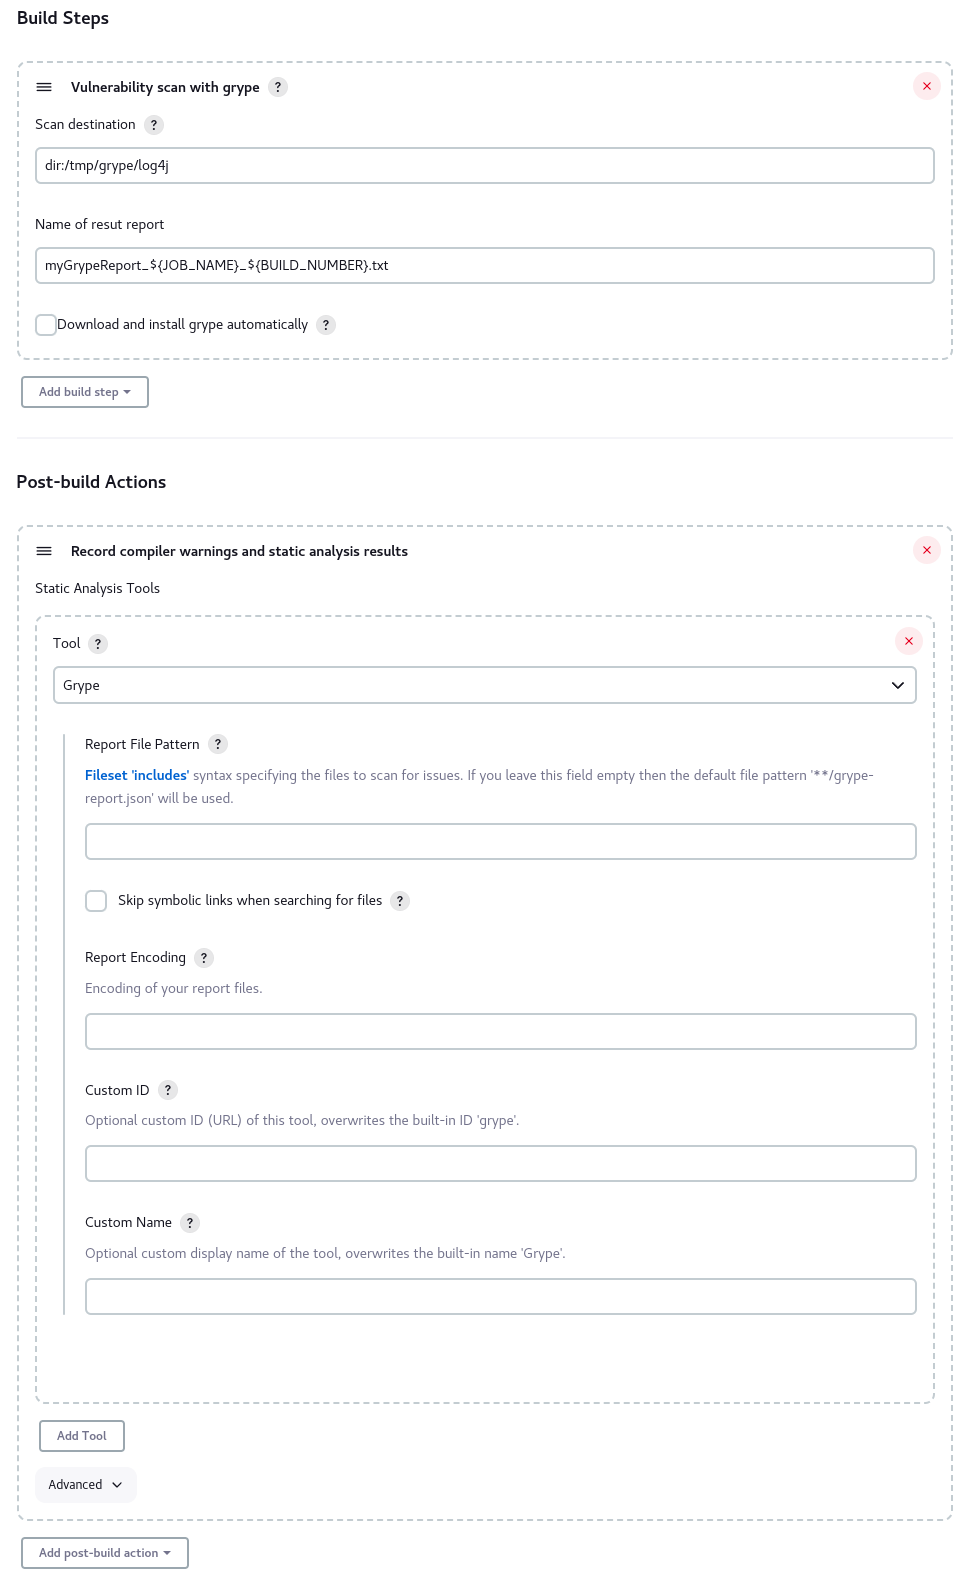 Build Steps
Vulnerability scan with grype ?
Scan destination ?
dir:/tmp/grype/log4j
Name of resut report
myGrypeReport_${JOB_NAME}_${BUILD_NUMBER}.txt
Download and install grype automatically ?
Add build step
Post-build Actions
Record compiler warnings and static analysis results
Static Analysis Tools
Tool ?
Grype
Report File Pattern ?
Fileset 'includes' syntax specifying the files to scan for issues. If you leave this field empty then the default file pattern '**/grype-
report.json' will be used.
Skip symbolic links when searching for files ?
Report Encoding ?
Encoding of your report files.
Custom ID ?
Optional custom ID (URL) of this tool, overwrites the built-in ID 'grype'.
Custom Name ?
Optional custom display name of the tool, overwrites the built-in name 'Grype'.
Add Tool
Advanced
Add post-build action